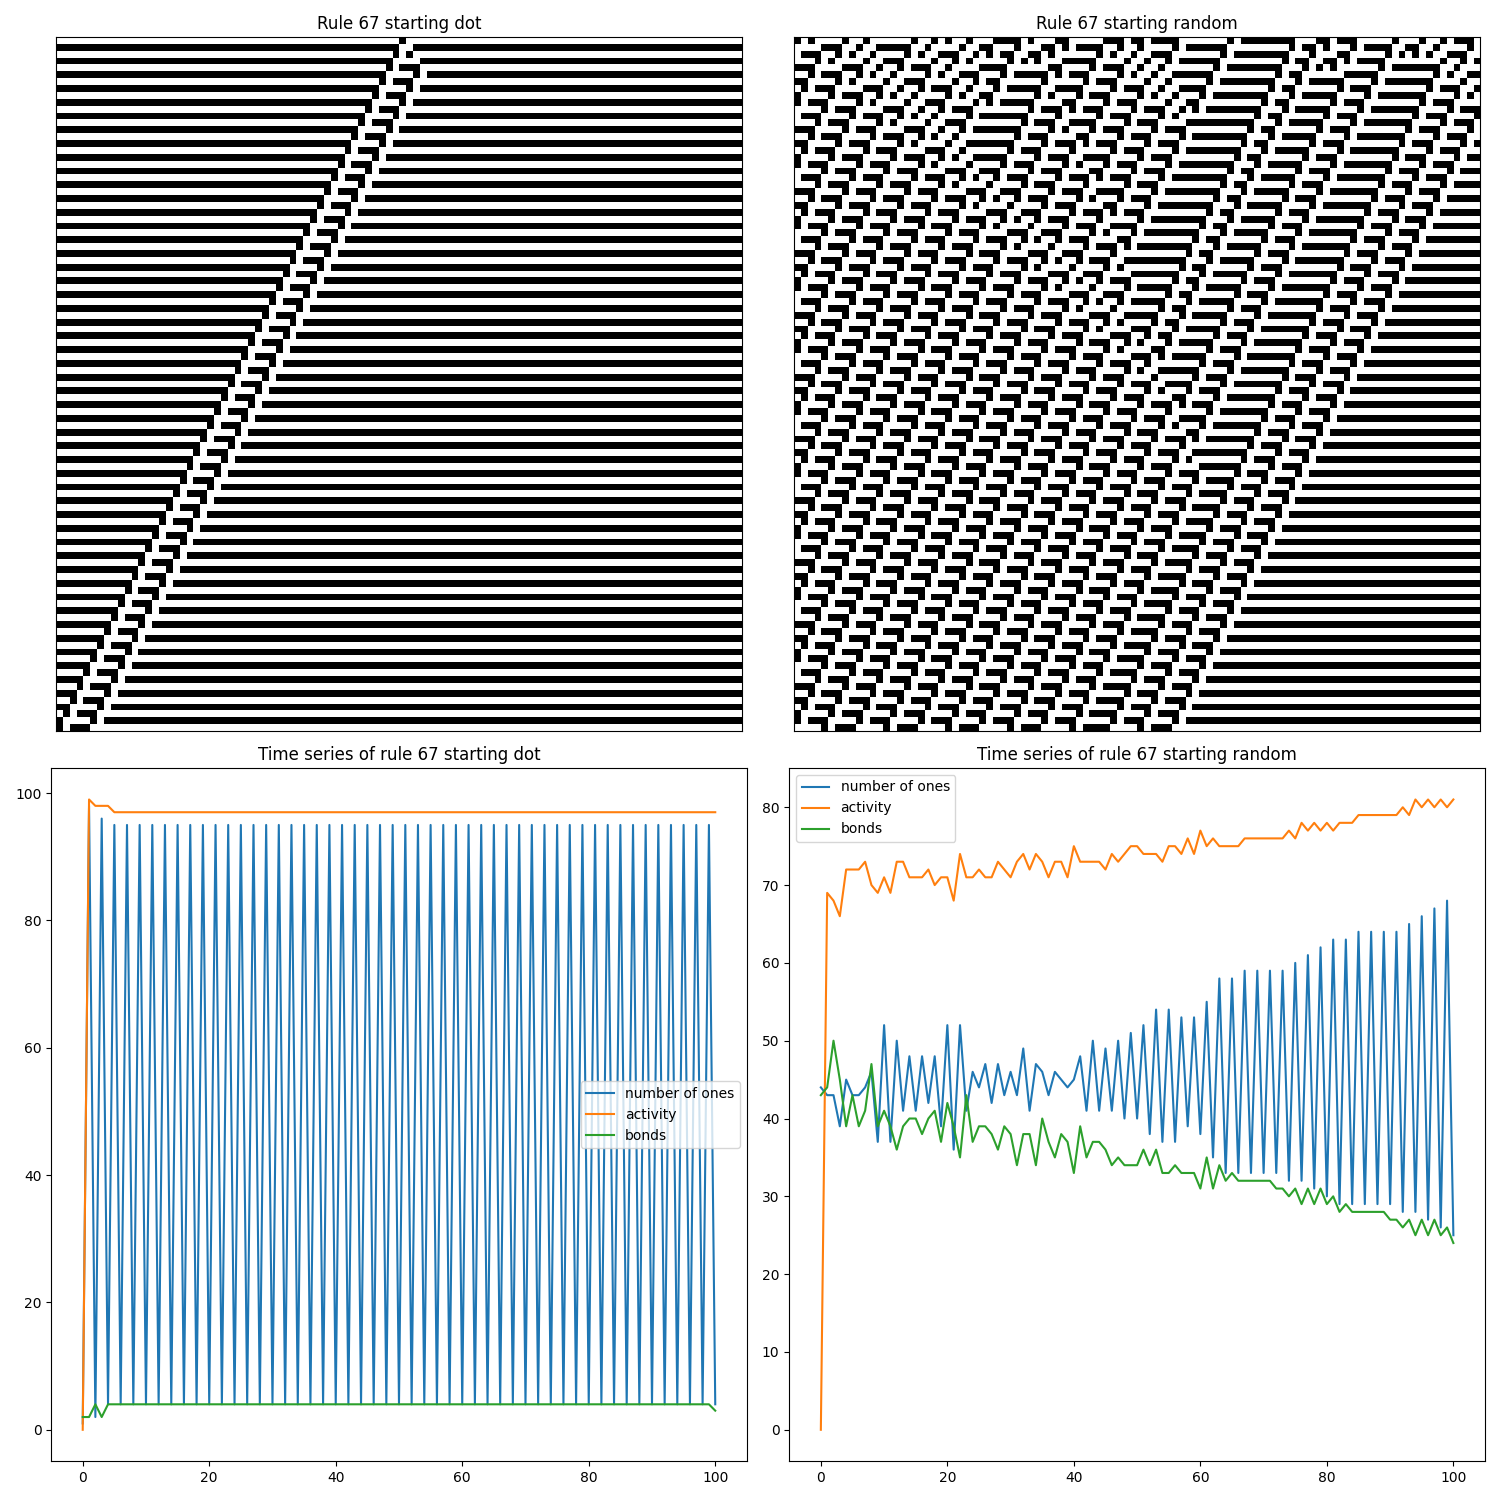 Rule 67 starting dot
Rule 67 starting random
Time series of rule 67 starting dot
100
80
60
40
20
0
0
20
40
60
80
100
number of ones
activity
bonds
Time series of rule 67 starting random
number of ones
activity
bonds
80
70
60
50
40
30
20
10
0
0
20
40
60
80
100